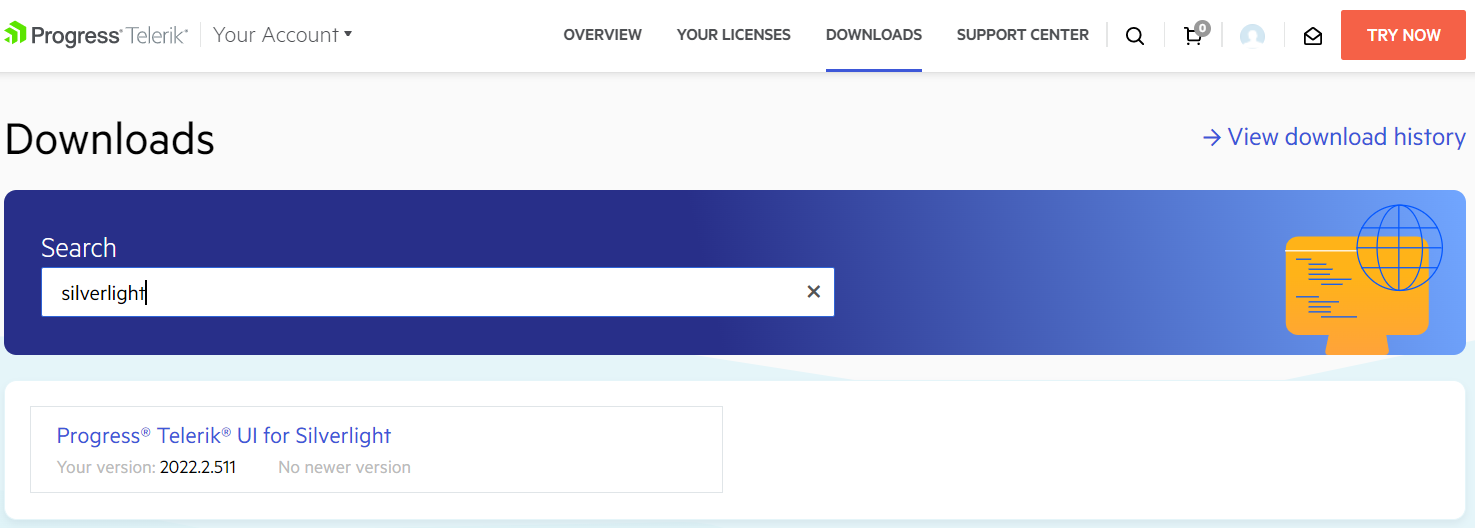 Progress® Telerik® Your Account OVERVIEW YOUR LICENSES DOWNLOADS SUPPORT CENTER 0 TRY NOW
Downloads
View download history
Search
silverlight
Progress® Telerik® UI for Silverlight
Your version: 2022.2.511 No newer version